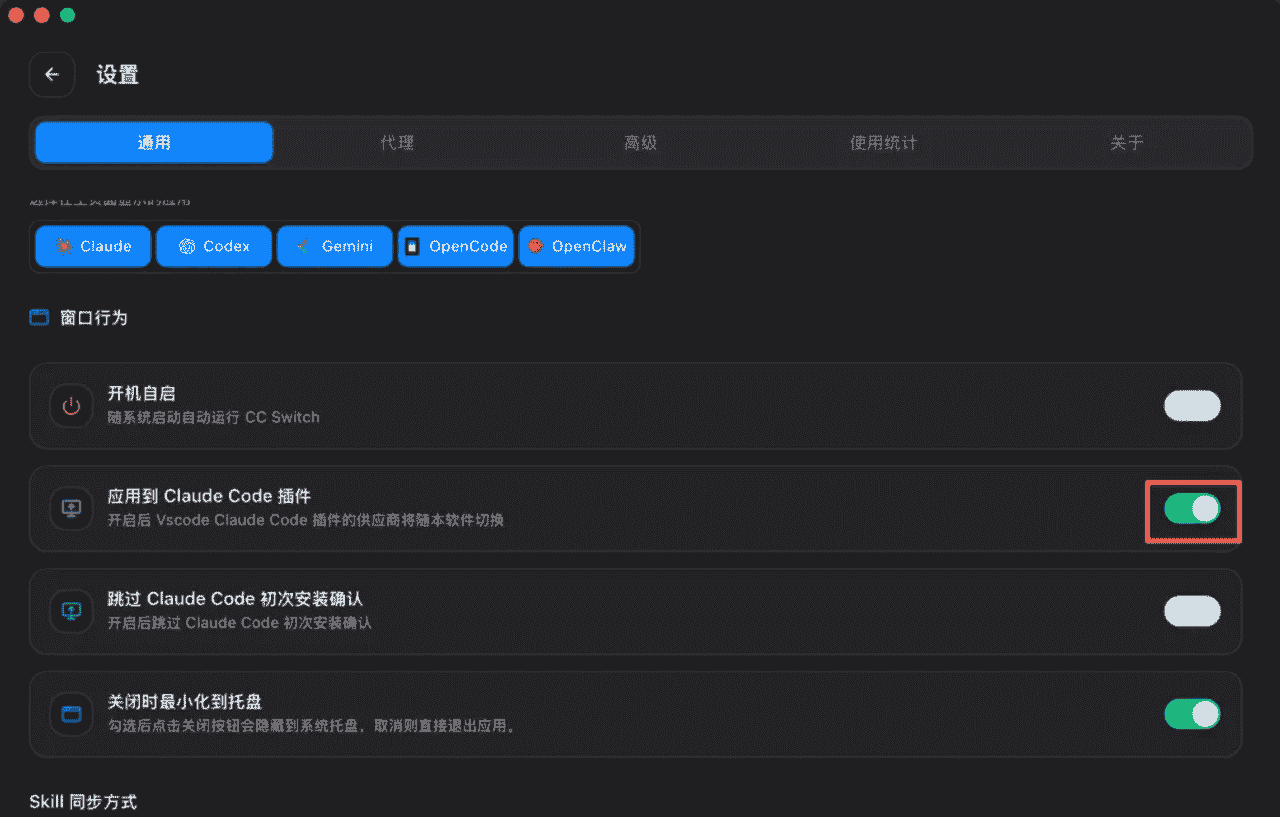 设置
通用
代理
高级
使用统计
关于
Claude
Codex
Gemini
OpenCode
OpenClaw
窗口行为
开机自启
随系统启动自动运行 CC Switch
应用到 Claude Code 插件
开启后 Vscode Claude Code 插件的供应商将随本软件切换
跳过 Claude Code 初次安装确认
开启后跳过 Claude Code 初次安装确认
关闭时最小化到托盘
勾选后点击关闭按钮会隐藏到系统托盘，取消则直接退出应用。
Skill 同步方式